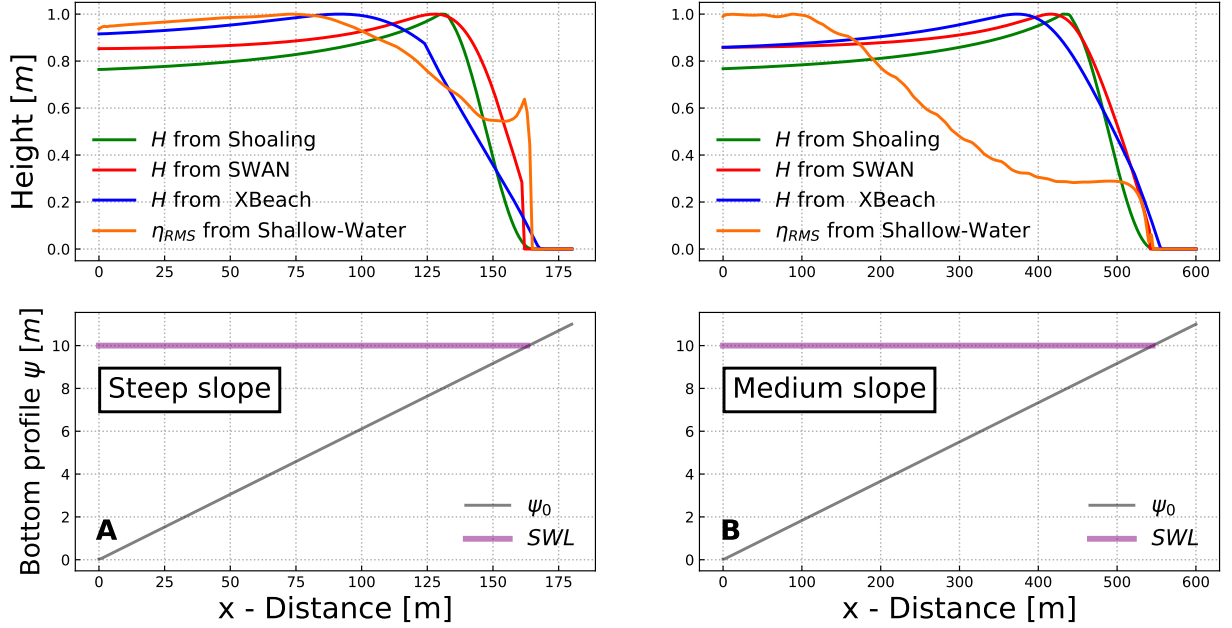 Height [m]
1.0
0.8
0.6
0.4
0.2
0.0
H from Shoaling
H from SWAN
H from  XBeach
ηRMS from Shallow-Water
0 25 50 75 100 125 150 175
1.0
0.8
0.6
0.4
0.2
0.0
H from Shoaling
H from SWAN
H from  XBeach
ηRMS from Shallow-Water
0 100 200 300 400 500 600
Bottom profile ψ [m]
10
8
6
4
2
0
Steep slope
A
ψ0
SWL
0 25 50 75 100 125 150 175
x - Distance [m]
10
8
6
4
2
0
Medium slope
B
ψ0
SWL
0 100 200 300 400 500 600
x - Distance [m]